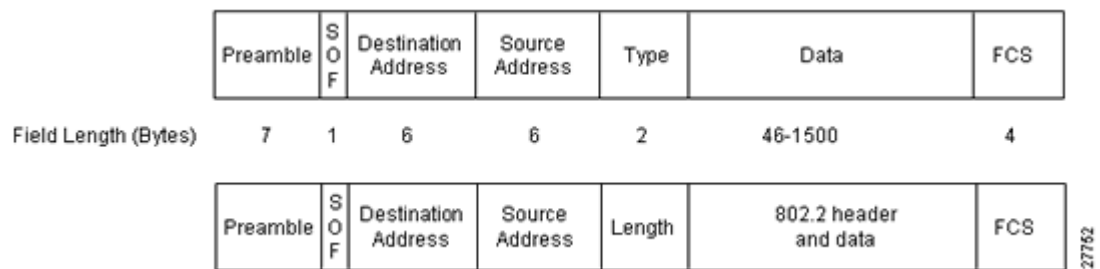 Preamble
S
O
F
Destination
Address
Source
Address
Type
Data
FCS
Field Length (Bytes) 7 1 6 6 2 46-1500 4
Preamble
S
O
F
Destination
Address
Source
Address
Length
802.2 header
and data
FCS
27752